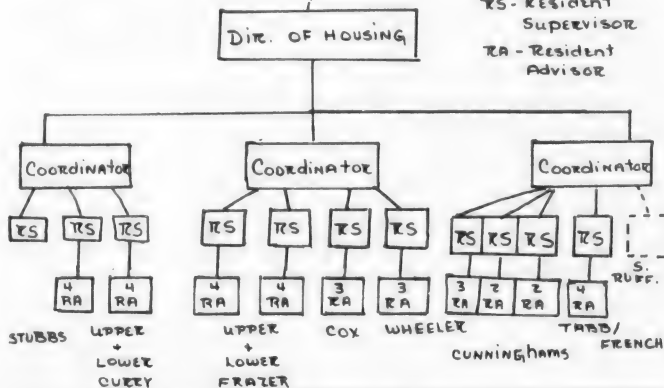 RS - Resident
Supervisor
RA - Resident
Advisor
Dir. of Housing
Coordinator Coordinator Coordinator
RS RS RS RS RS RS RS RS RS RS RS
4 RA 4 RA 4 RA 4 RA 3 RA 3 RA 3 RA 2 RA 2 RA 4 RA
S. RUFF.
STUBBS UPPER + LOWER CURRY UPPER + LOWER FRAZER COX WHEELER CUNNINGHAMS TABB/ FRENCH